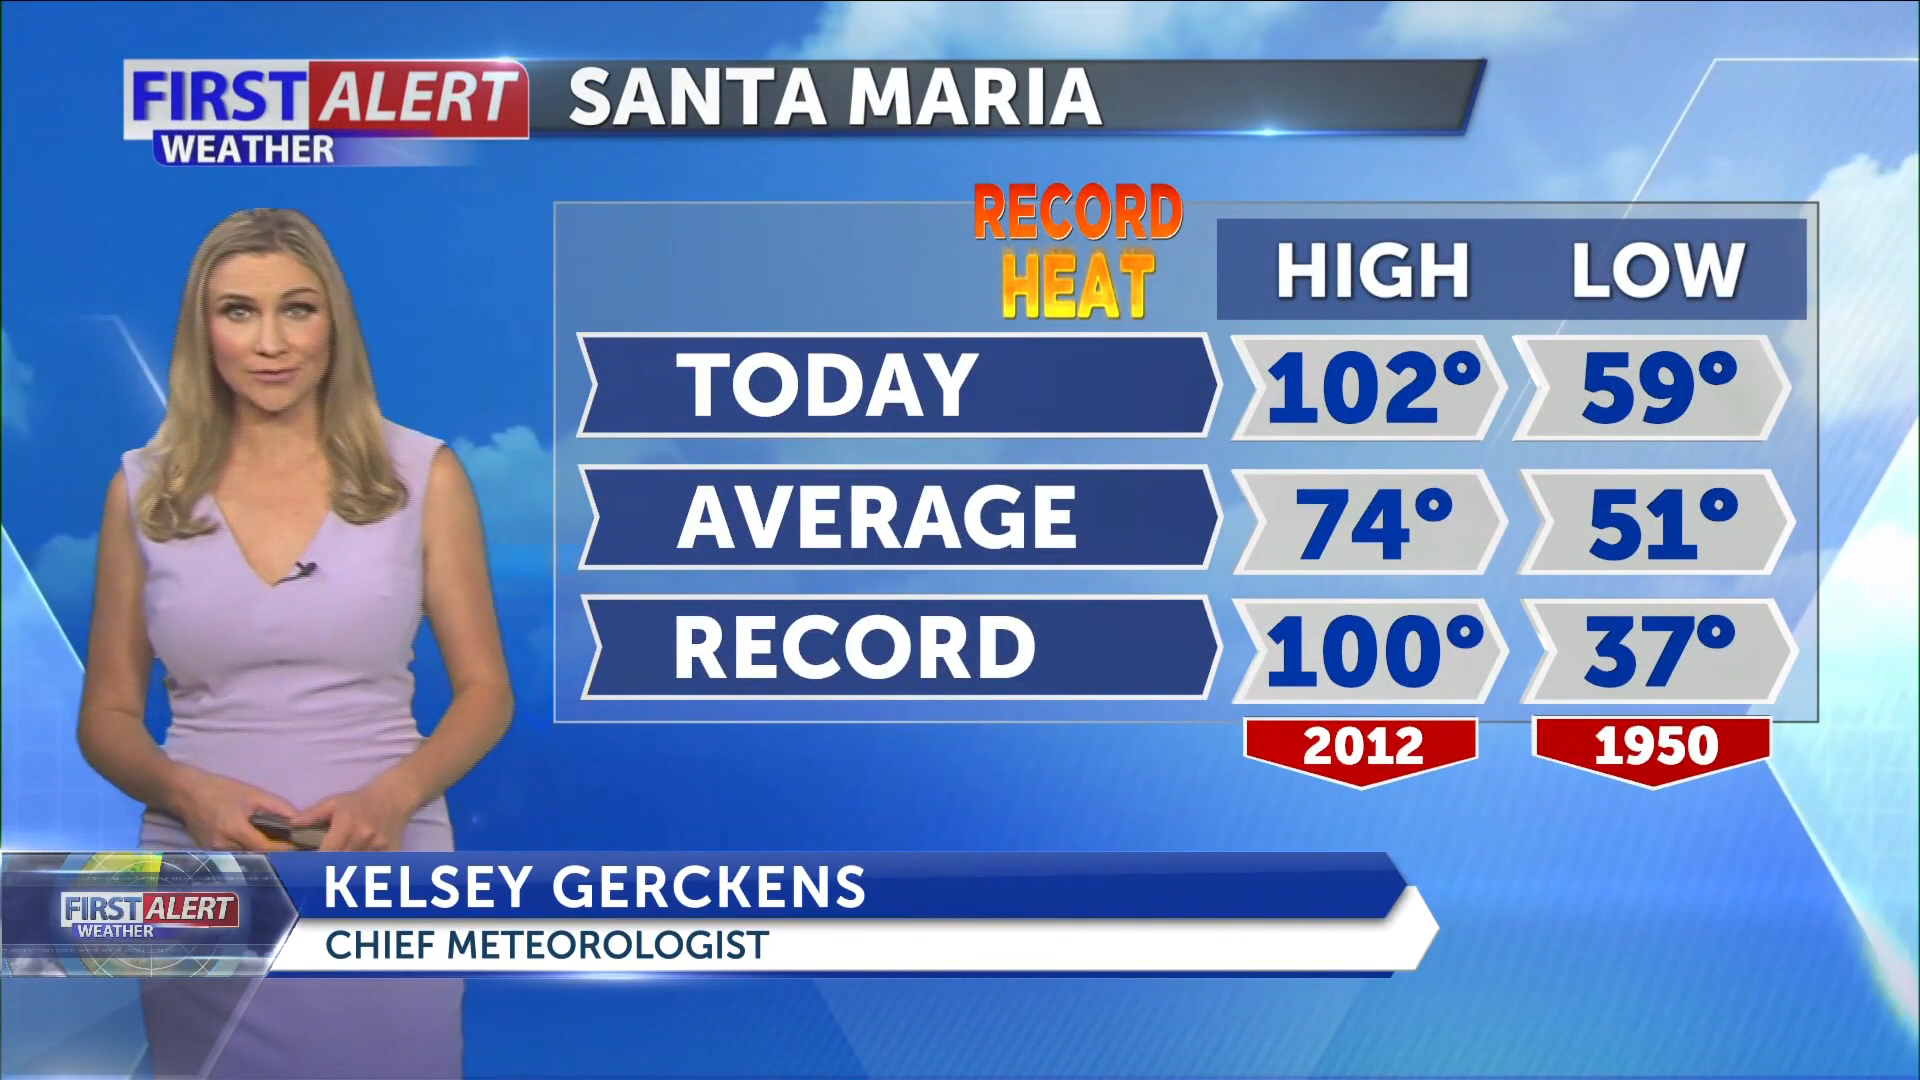 FIRST ALERT
WEATHER
SANTA MARIA
RECORD
HEAT
HIGH LOW
TODAY 102° 59°
AVERAGE 74° 51°
RECORD 100° 37°
2012 1950
FIRST ALERT
WEATHER
KELSEY GERCKENS
CHIEF METEOROLOGIST